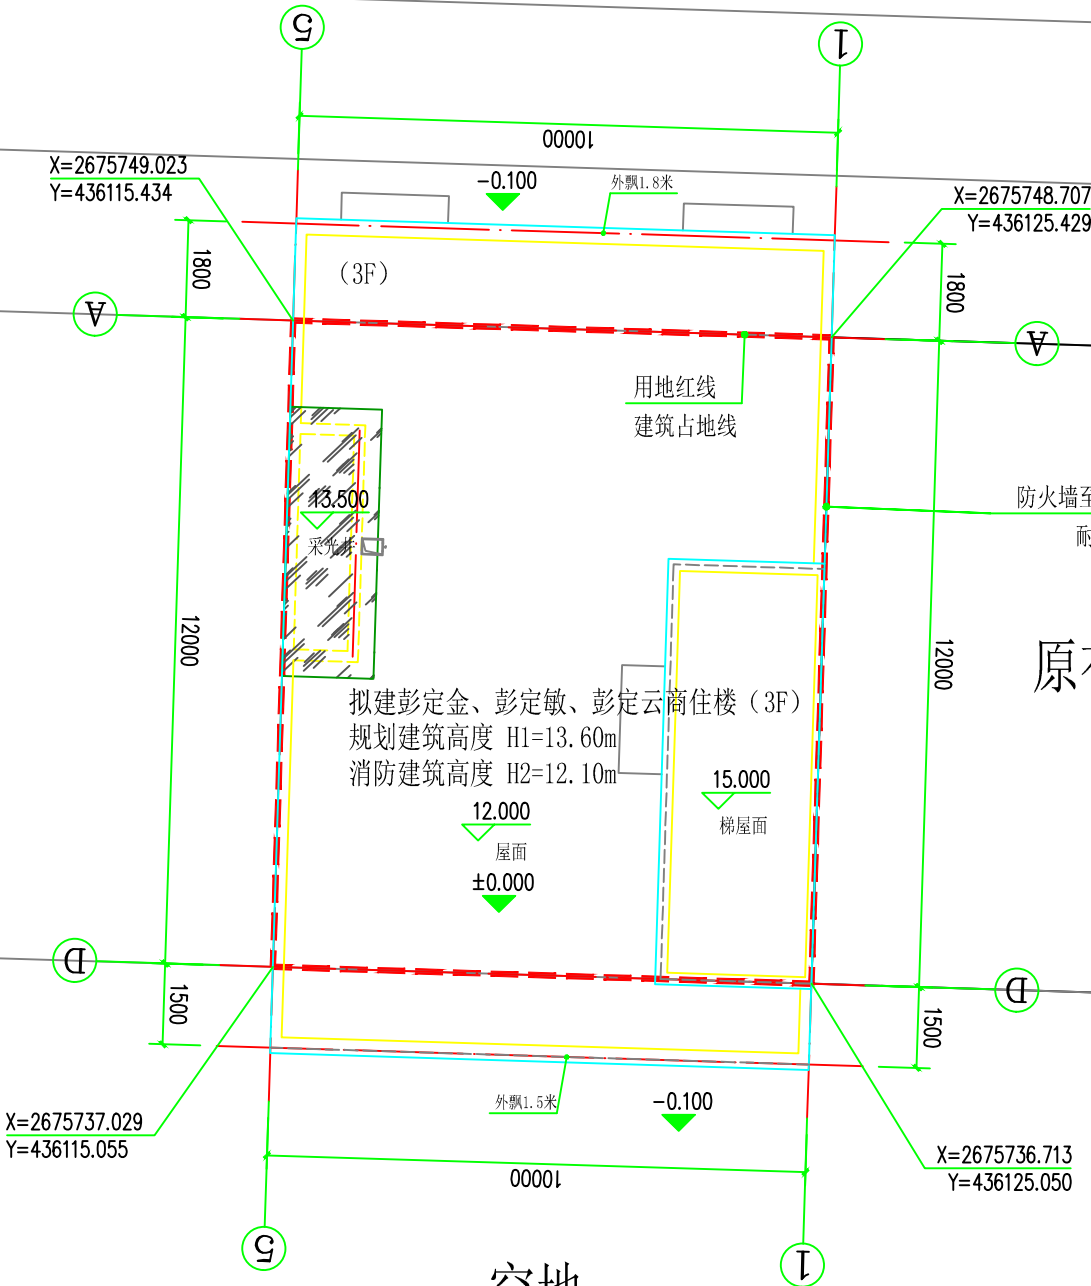 5
1
10000
X=2675749.023
Y=436115.434
-0.100
外飘1.8米
X=2675748.707
Y=436125.429
1800
(3F)
1800
A
A
用地红线
建筑占地线
13.500
采光井
防火墙至
耐
12000
12000
原有
拟建彭定金、彭定敏、彭定云商住楼（3F）
规划建筑高度 H1=13.60m
消防建筑高度 H2=12.10m
15.000
梯屋面
12.000
屋面
±0.000
D
D
1500
1500
外飘1.5米
-0.100
X=2675737.029
Y=436115.055
X=2675736.713
Y=436125.050
10000
5
1
空地